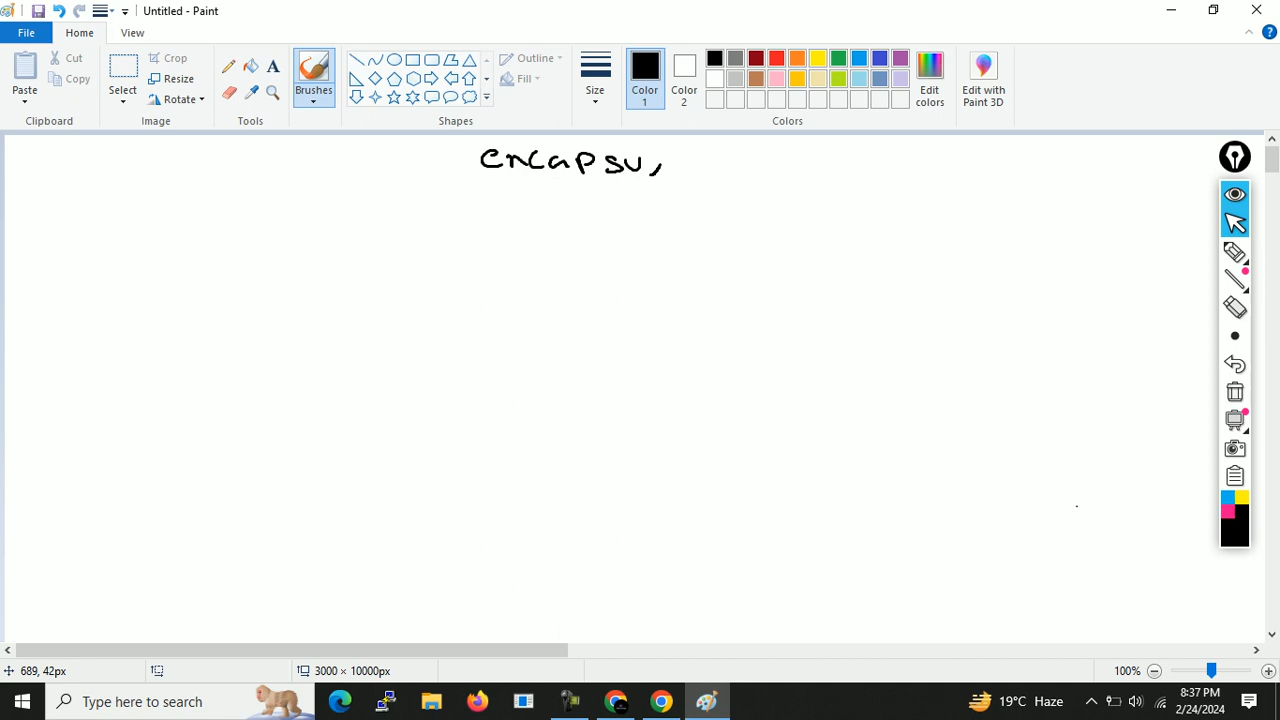 Untitled - Paint
File
Home
View
Paste
Cut
Copy
Clipboard
Select
Crop
Resize
Rotate
Image
A
Tools
Brushes
Shapes
Outline
Fill
Size
Color 1
Color 2
Edit colors
Colors
Edit with Paint 3D
encapsu
689, 42px
3000 × 10000px
100%
Type here to search
19°C Haze
8:37 PM
2/24/2024